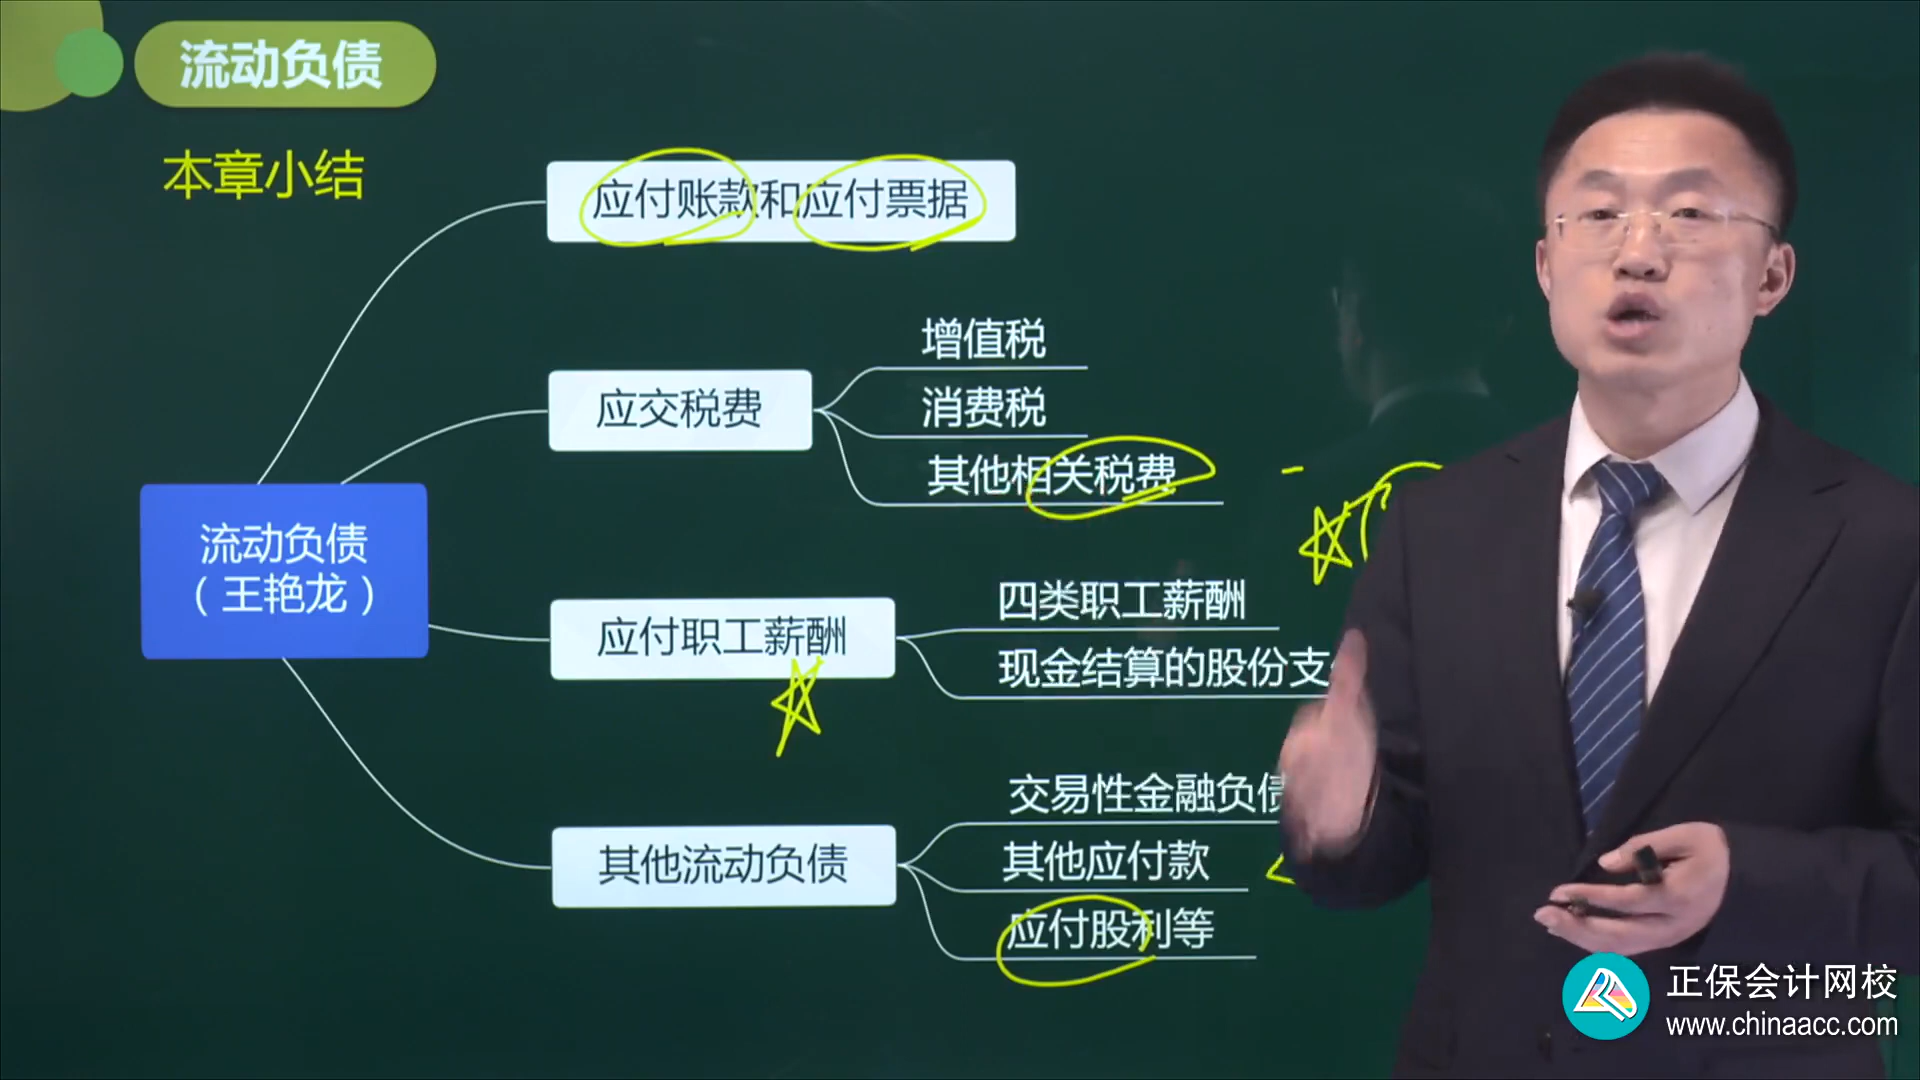 流动负债
本章小结
应付账款和应付票据
应交税费
增值税
消费税
其他相关税费
流动负债
（王艳龙）
应付职工薪酬
四类职工薪酬
现金结算的股份支
其他流动负债
交易性金融负债
其他应付款
应付股利等
正保会计网校
www.chinaacc.com